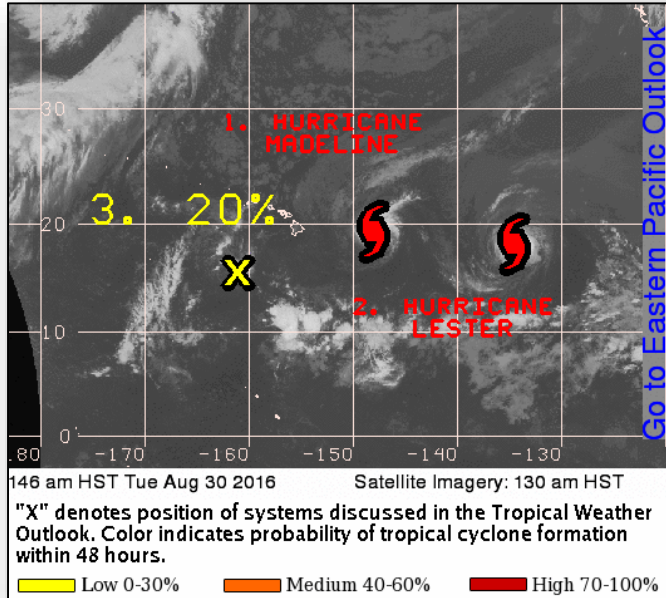 30
1. HURRICANE
MADELINE
3. 20%
20
X
2. HURRICANE
LESTER
10
0
.80 -170 -160 -150 -140 -130
Go to Eastern Pacific Outlook
146 am HST Tue Aug 30 2016 Satellite Imagery: 130 am HST
"X" denotes position of systems discussed in the Tropical Weather
Outlook. Color indicates probability of tropical cyclone formation
within 48 hours.
Low 0-30% Medium 40-60% High 70-100%